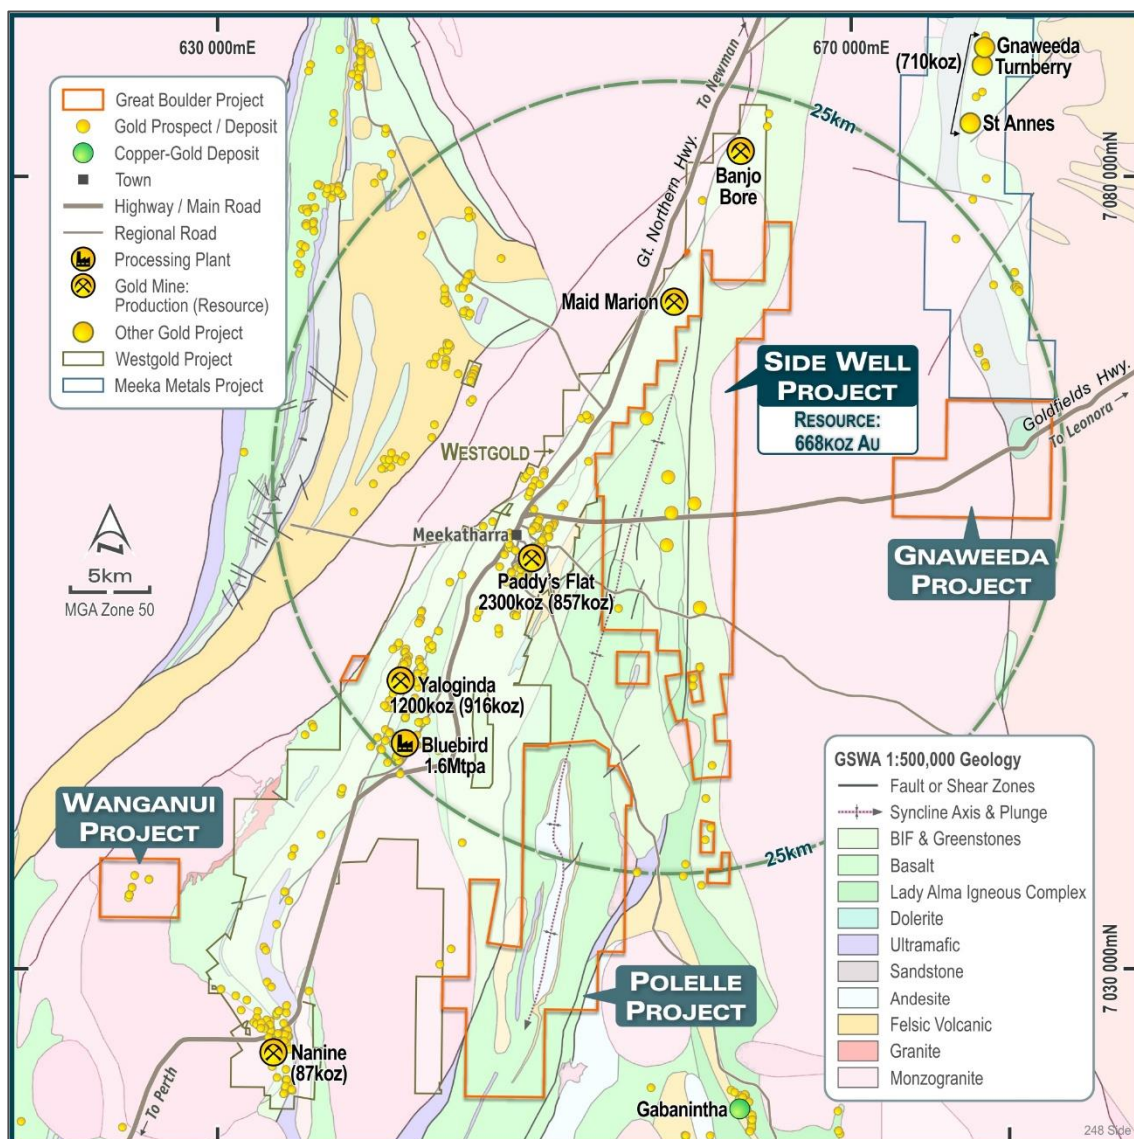 630 000mE
670 000mE
To Newman
Gnaweeda
(710koz)
Turnberry
St Annes
25km
Great Boulder Project
Gold Prospect / Deposit
Copper-Gold Deposit
Town
Highway / Main Road
Regional Road
Processing Plant
Gold Mine:
Production (Resource)
Other Gold Project
Westgold Project
Meeka Metals Project
Banjo
Bore
7 080 000mN
Gt. Northern Hwy.
Maid Marion
SIDE WELL
PROJECT
RESOURCE:
668KOZ AU
Goldfields Hwy.
To Leonora
WESTGOLD
Meekatharra
Paddy's Flat
2300koz (857koz)
GNAWEEDA
PROJECT
N
5km
MGA Zone 50
Yaloginda
1200koz (916koz)
Bluebird
1.6Mtpa
WANGANUI
PROJECT
25km
GSWA 1:500,000 Geology
Fault or Shear Zones
Syncline Axis & Plunge
BIF & Greenstones
Basalt
Lady Alma Igneous Complex
Dolerite
Ultramafic
Sandstone
Andesite
Felsic Volcanic
Granite
Monzogranite
7 030 000mN
POLELLE
PROJECT
Nanine
(87koz)
To Perth
Gabanintha
248 Side